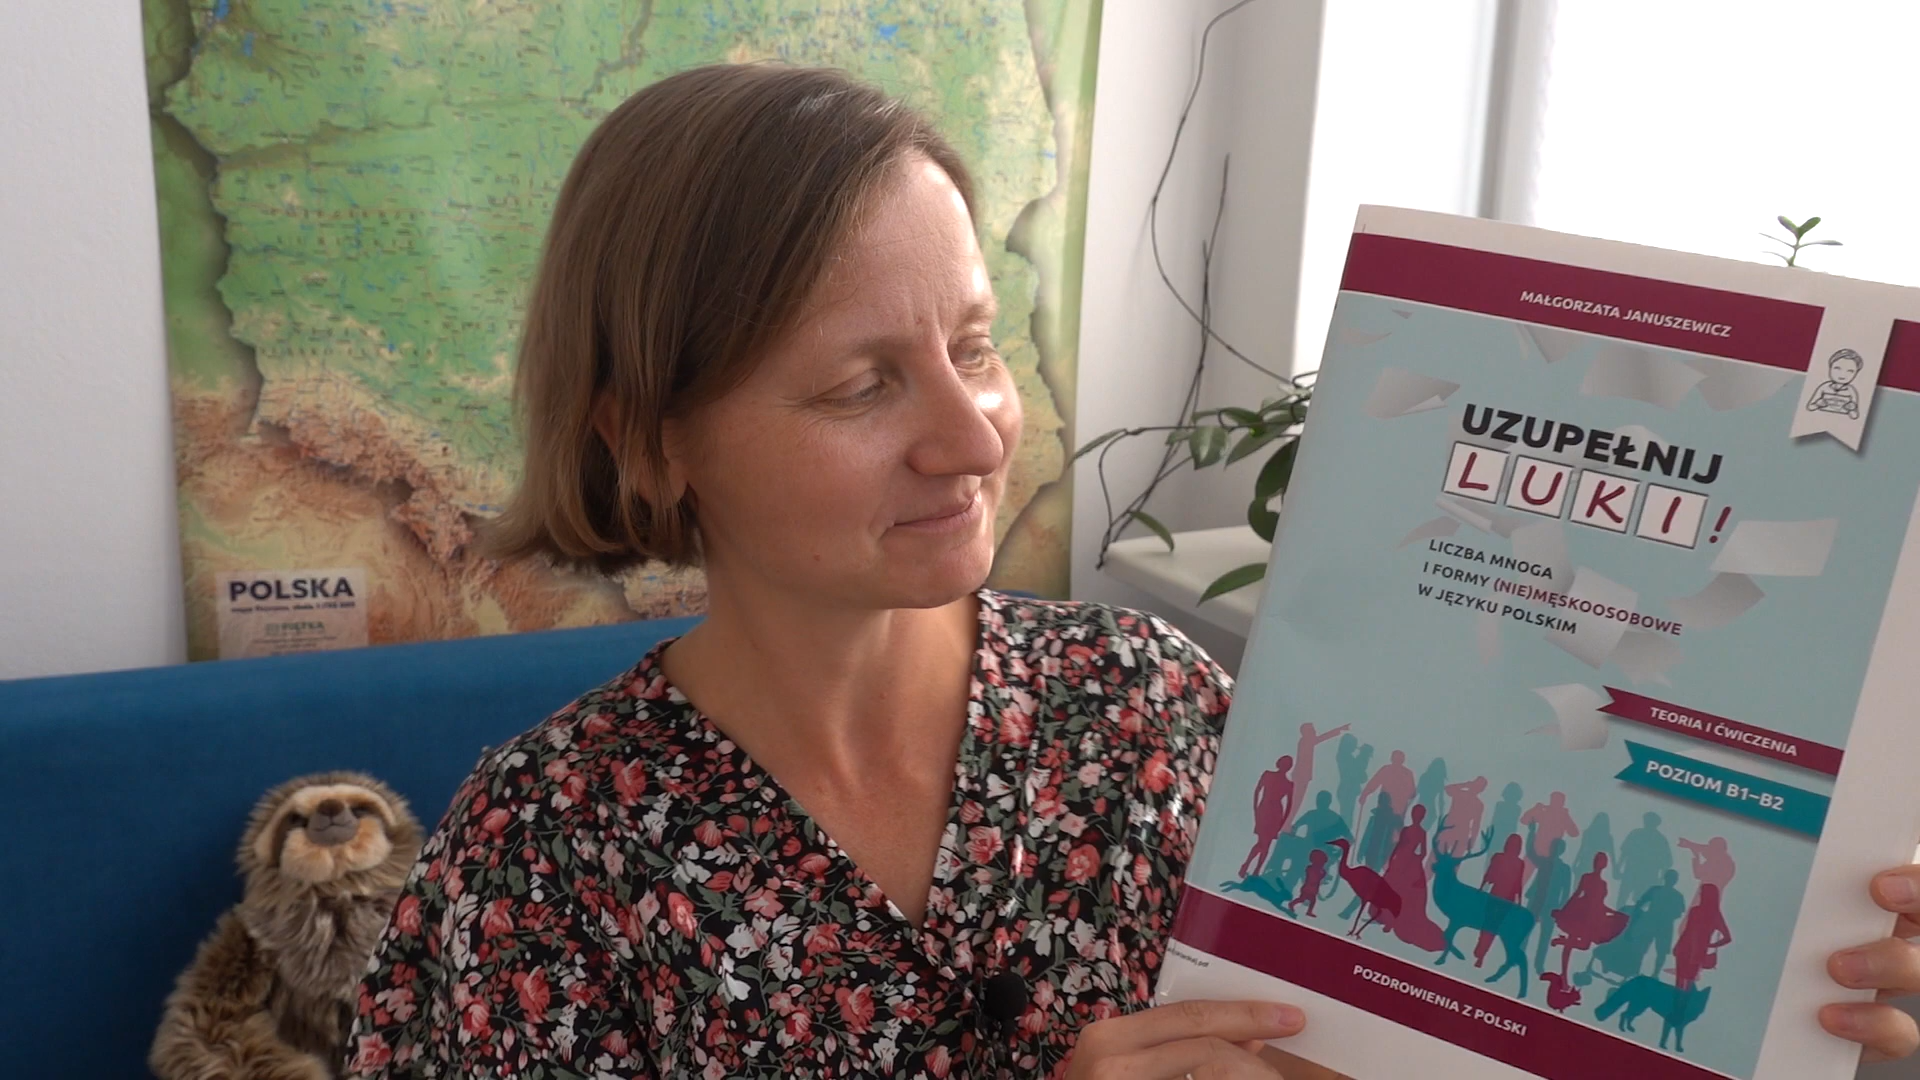 POLSKA
MAŁGORZATA JANUSZEWICZ
UZUPEŁNIJ
LUKI!
LICZBA MNOGA
I FORMY (NIE)MĘSKOOSOBOWE
W JĘZYKU POLSKIM
TEORIA I ĆWICZENIA
POZIOM B1–B2
POZDROWIENIA Z POLSKI